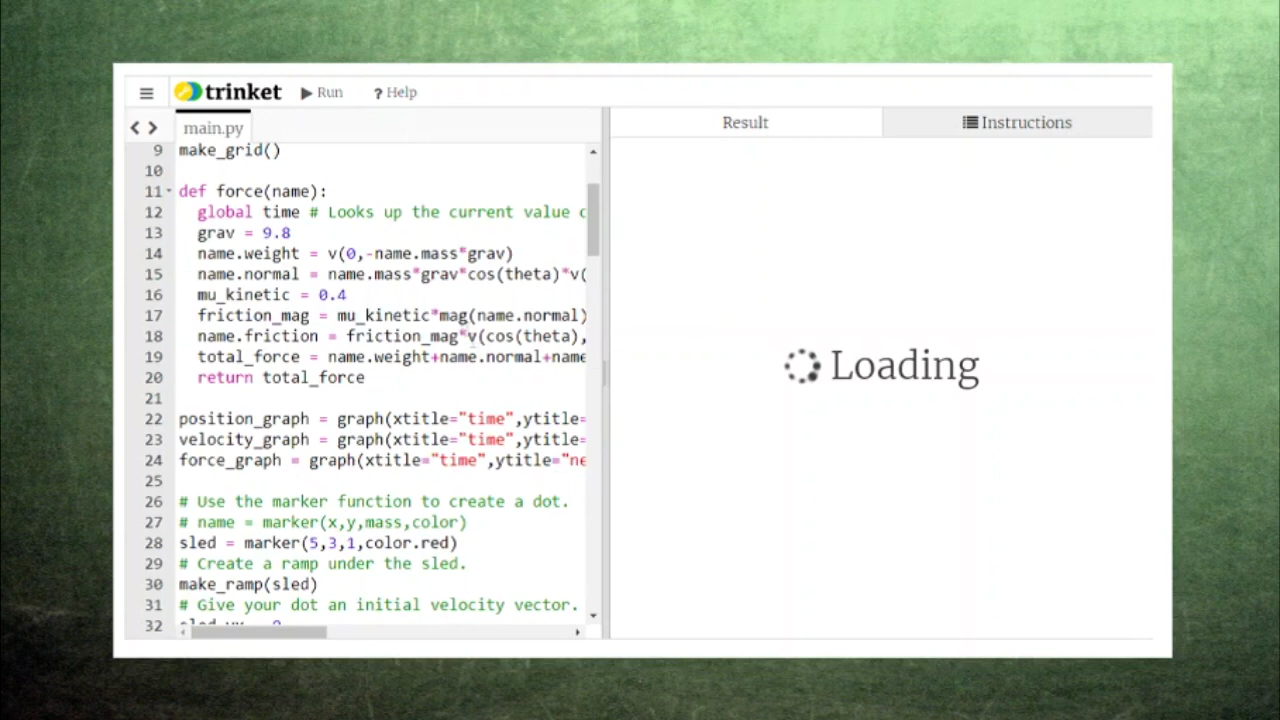 trinket Run ? Help
main.py
Result Instructions
9 make_grid()
10
11 def force(name):
12 global time # Looks up the current value
13 grav = 9.8
14 name.weight = v(0,-name.mass*grav)
15 name.normal = name.mass*grav*cos(theta)*v(
16 mu_kinetic = 0.4
17 friction_mag = mu_kinetic*mag(name.normal)
18 name.friction = friction_mag*v(cos(theta),
19 total_force = name.weight+name.normal+name
20 return total_force
21
22 position_graph = graph(xtitle="time",ytitle=
23 velocity_graph = graph(xtitle="time",ytitle=
24 force_graph = graph(xtitle="time",ytitle="ne
25
26 # Use the marker function to create a dot.
27 # name = marker(x,y,mass,color)
28 sled = marker(5,3,1,color.red)
29 # Create a ramp under the sled.
30 make_ramp(sled)
31 # Give your dot an initial velocity vector.
32
Loading